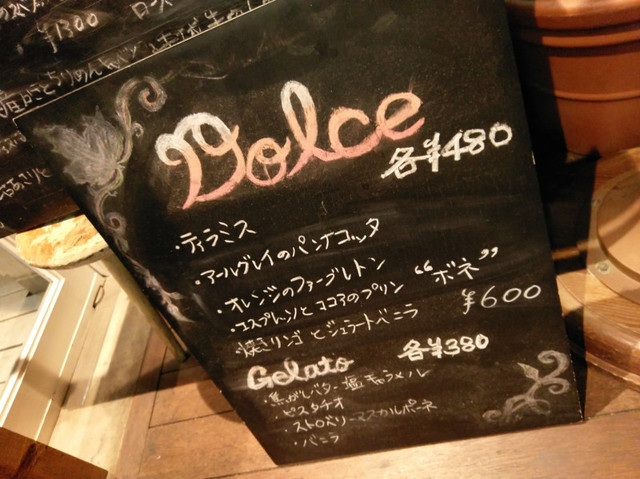 ¥1300
Dolce
各¥480
・ティラミス
・アールグレイのパンナコッタ
・オレンジのファーブルトン
・コスプレーソとココアのプリン "ボネ"
・焼きリンゴとジェラートバニラ ¥600
Gelato 各¥380
・焦がしバター塩キャラメル
・ピスタチオ
・ストロベリーマスカルポーネ
・バニラ